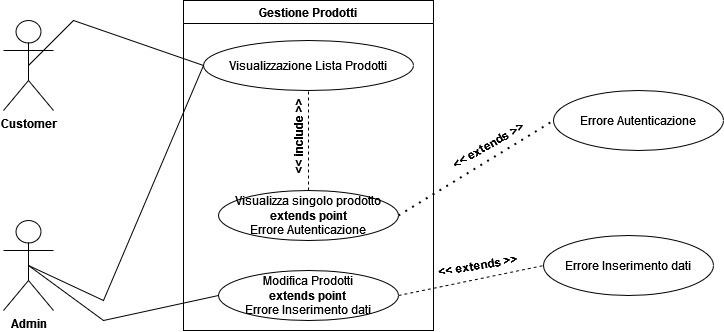 Gestione Prodotti
Visualizzazione Lista Prodotti
Customer
<< include >>
<< extends >>
Errore Autenticazione
Visualizza singolo prodotto
extends point
Errore Autenticazione
<< extends >>
Errore Inserimento dati
Modifica Prodotti
extends point
Errore Inserimento dati
Admin